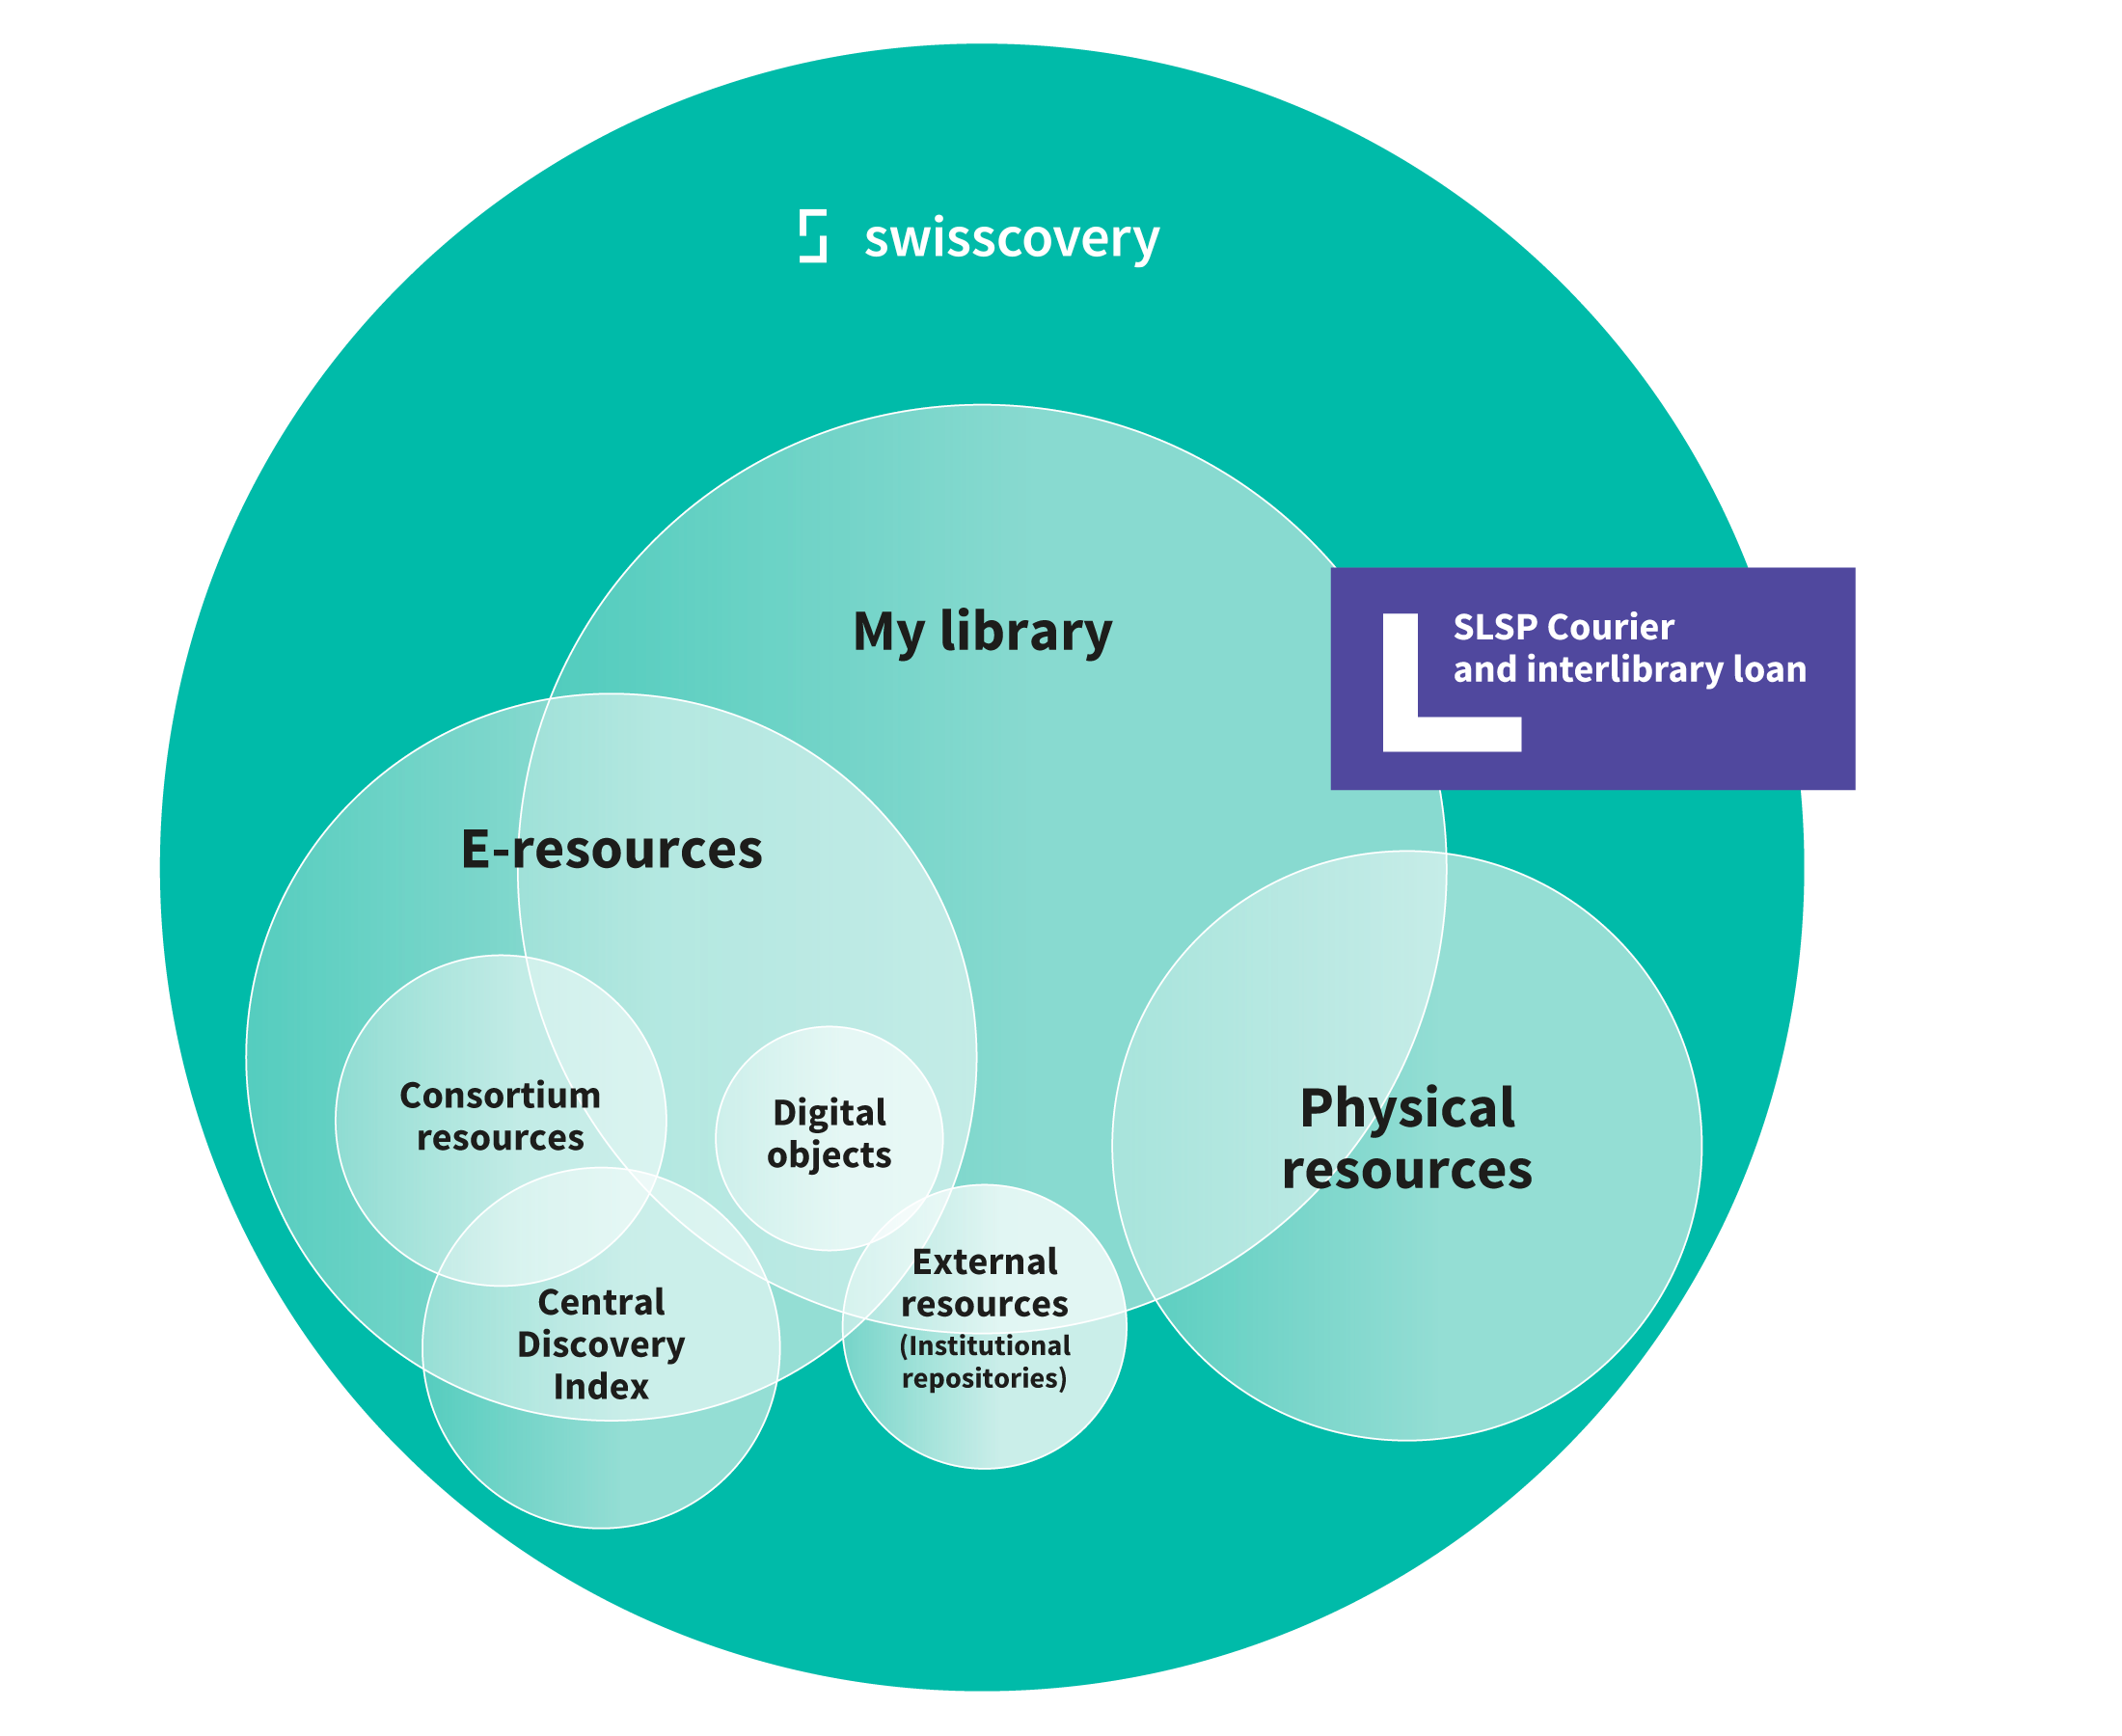 swisscovery
My library
SLSP Courier
and interlibrary loan
E-resources
Consortium
resources
Digital
objects
Physical
resources
External
resources
(Institutional
repositories)
Central
Discovery
Index